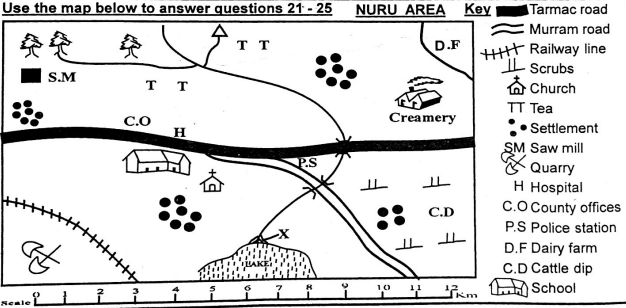 Use the map below to answer questions 21 - 25 NURU AREA Key Tarmac road
Murram road
Railway line
Scrubs
Church
TT Tea
Settlement
SM Saw mill
Quarry
H Hospital
C.O County offices
P.S Police station
D.F Dairy farm
C.D Cattle dip
School
T T
D.F
S.M
T T
Creamery
C.O
H
P.S
C.D
X
LAKE
Scale 0 1 2 3 4 5 6 7 8 9 10 11 12 Km